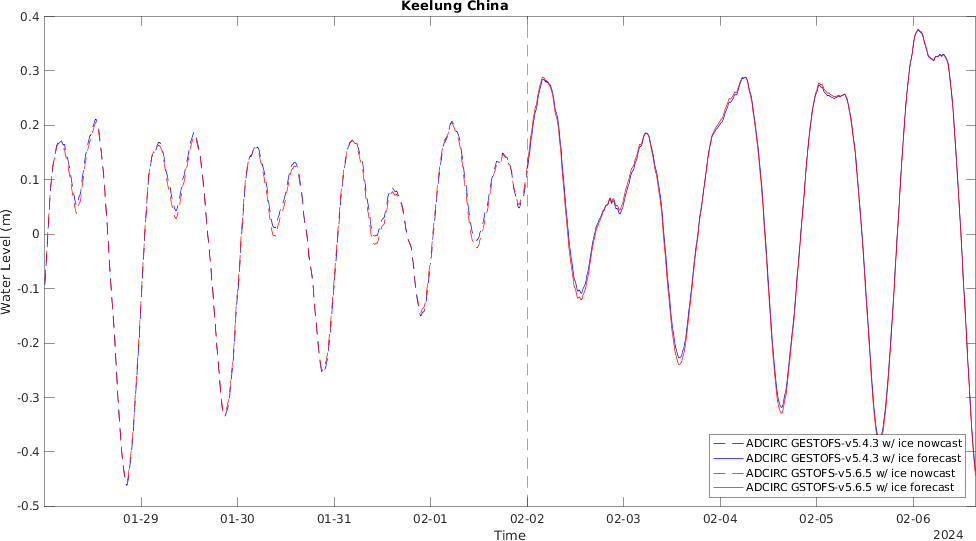 Keelung China
0.4
0.3
0.2
0.1
0
-0.1
-0.2
-0.3
-0.4
-0.5
Water Level (m)
ADCIRC GESTOFS-v5.4.3 w/ ice nowcast
ADCIRC GESTOFS-v5.4.3 w/ ice forecast
ADCIRC GSTOFS-v5.6.5 w/ ice nowcast
ADCIRC GSTOFS-v5.6.5 w/ ice forecast
01-29 01-30 01-31 02-01 02-02 02-03 02-04 02-05 02-06
Time
2024